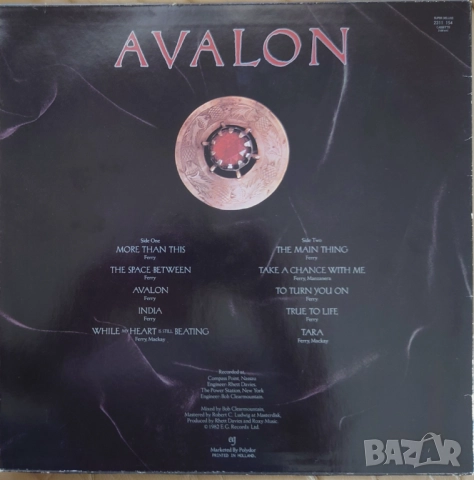 AVALON
2311 154
Side One
MORE THAN THIS
Ferry
THE SPACE BETWEEN
Ferry
AVALON
Ferry
INDIA
Ferry
WHILE MY HEART IS STILL BEATING
Ferry, Mackay
Side Two
THE MAIN THING
Ferry
TAKE A CHANCE WITH ME
Ferry, Manzanera
TO TURN YOU ON
Ferry
TRUE TO LIFE
Ferry
TARA
Ferry, Mackay
Recorded at
Compass Point, Nassau
Engineer: Rhett Davies
The Power Station, New York
Engineer: Bob Clearmountain.
Mixed by Bob Clearmountain.
Mastered by Robert C. Ludwig at Masterdisk.
Produced by Rhett Davies and Roxy Music.
© 1982 E.G. Records Ltd.
eg
Marketed By Polydor
PRINTED IN HOLLAND.
BAZAR.bg